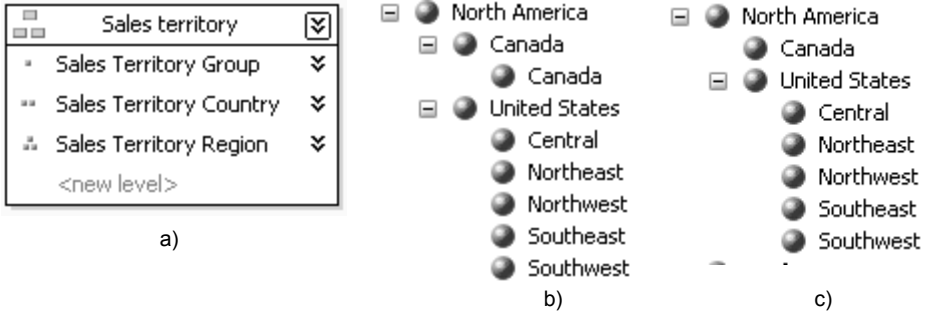 Sales territory
Sales Territory Group
Sales Territory Country
Sales Territory Region
<new level>
a)
North America
Canada
Canada
United States
Central
Northeast
Northwest
Southeast
Southwest
b)
North America
Canada
United States
Central
Northeast
Northwest
Southeast
Southwest
c)